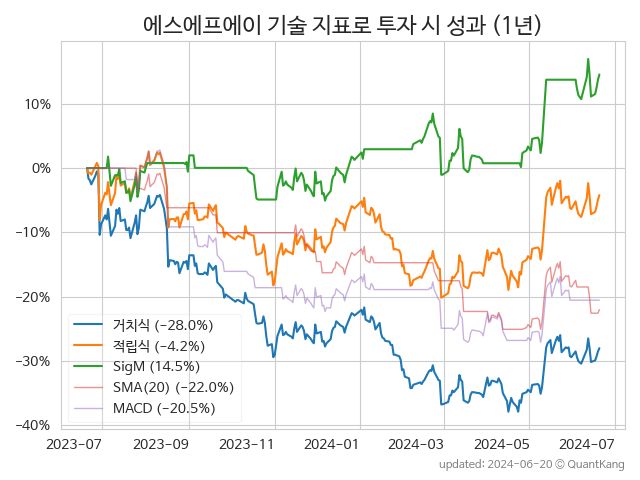 에스에프에이 기술 지표로 투자 시 성과 (1년)
10%
0%
−10%
−20%
−30%
−40%
거치식 (−28.0%)
적립식 (−4.2%)
SigM (14.5%)
SMA(20) (−22.0%)
MACD (−20.5%)
2023−07 2023−09 2023−11 2024−01 2024−03 2024−05 2024−07
updated: 2024-06-20 © QuantKang